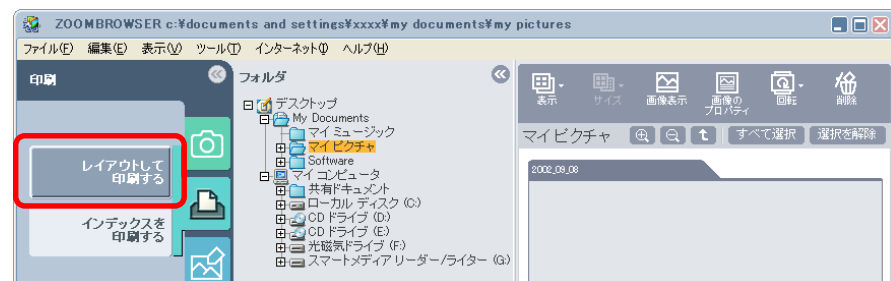 ZOOMBROWSER c:¥documents and settings¥xxxx¥my documents¥my pictures
ファイル(F) 編集(E) 表示(V) ツール(T) インターネット(I) ヘルプ(H)
印刷
レイアウトして
印刷する
インデックスを
印刷する
フォルダ
デスクトップ
My Documents
マイ ミュージック
マイ ピクチャ
Software
マイ コンピュータ
共有ドキュメント
ローカル ディスク (C:)
CD ドライブ (D:)
CD ドライブ (E:)
光磁気ドライブ (F:)
スマートメディア リーダー/ライター (G:)
表示 サイズ 画像表示 画像の
プロパティ 回転 削除
マイ ピクチャ すべて選択 選択を解除
2002_09_08